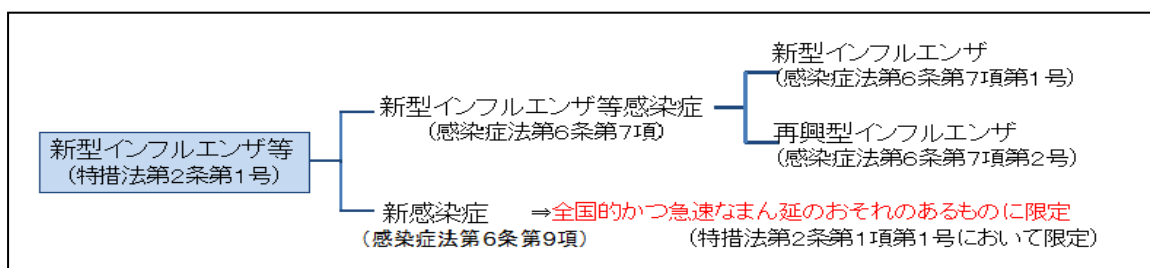 新型インフルエンザ等
(特措法第2条第1号)
新型インフルエンザ等感染症
(感染症法第6条第7項)
新型インフルエンザ
(感染症法第6条第7項第1号)
再興型インフルエンザ
(感染症法第6条第7項第2号)
新感染症 ⇒全国的かつ急速なまん延のおそれのあるものに限定
(感染症法第6条第9項) (特措法第2条第1項第1号において限定)